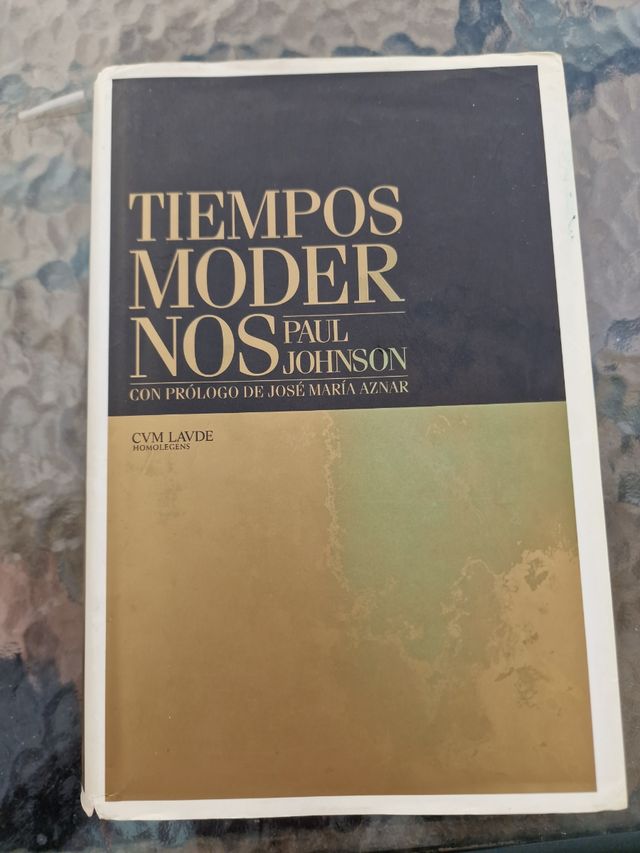 TIEMPOS
MODER
NOS PAUL
JOHNSON
CON PRÓLOGO DE JOSÉ MARÍA AZNAR
CVM LAVDE
HOMOLEGENS